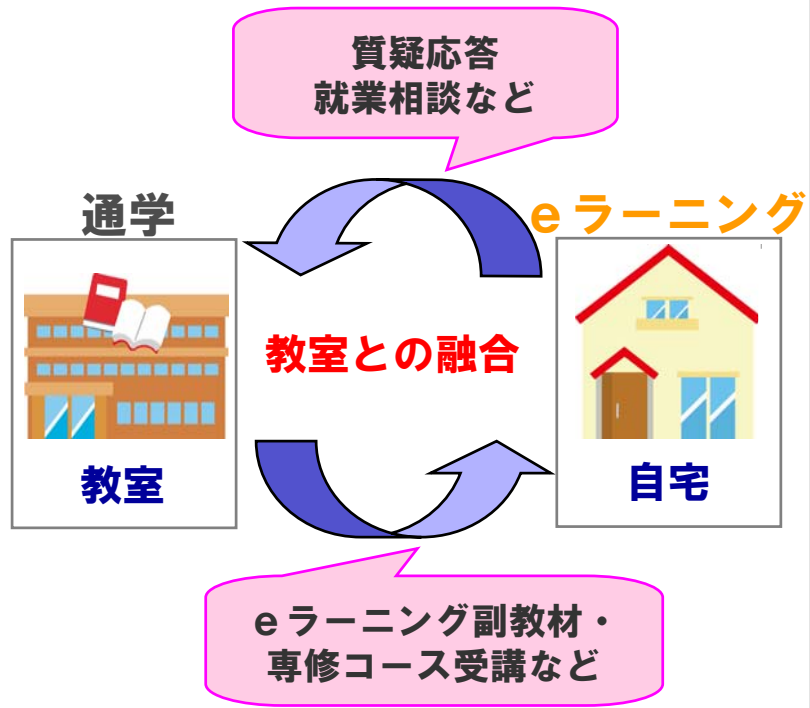 質疑応答
就業相談など
通学
eラーニング
教室との融合
教室
自宅
eラーニング副教材・
専修コース受講など